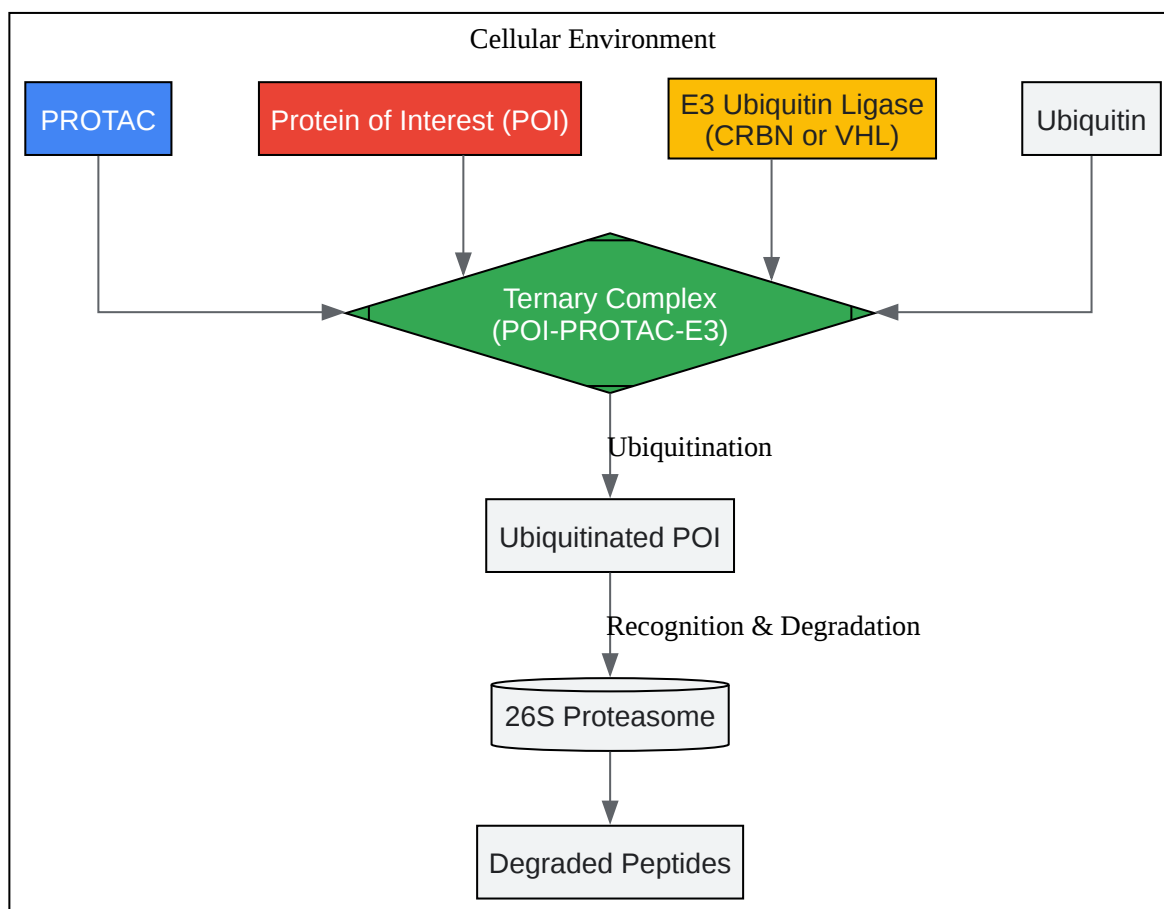 Cellular Environment
PROTAC
Protein of Interest (POI)
E3 Ubiquitin Ligase
(CRBN or VHL)
Ubiquitin
Ternary Complex
(POI-PROTAC-E3)
Ubiquitination
Ubiquitinated POI
Recognition & Degradation
26S Proteasome
Degraded Peptides